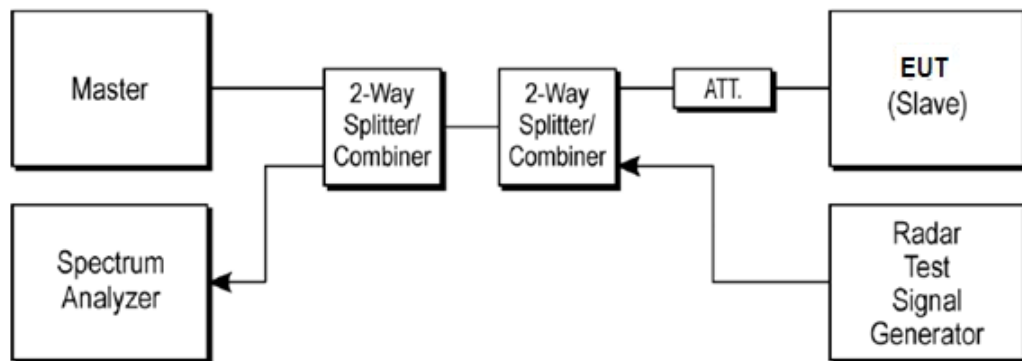 Master
2-Way
Splitter/
Combiner
2-Way
Splitter/
Combiner
ATT.
EUT
(Slave)
Spectrum
Analyzer
Radar
Test
Signal
Generator